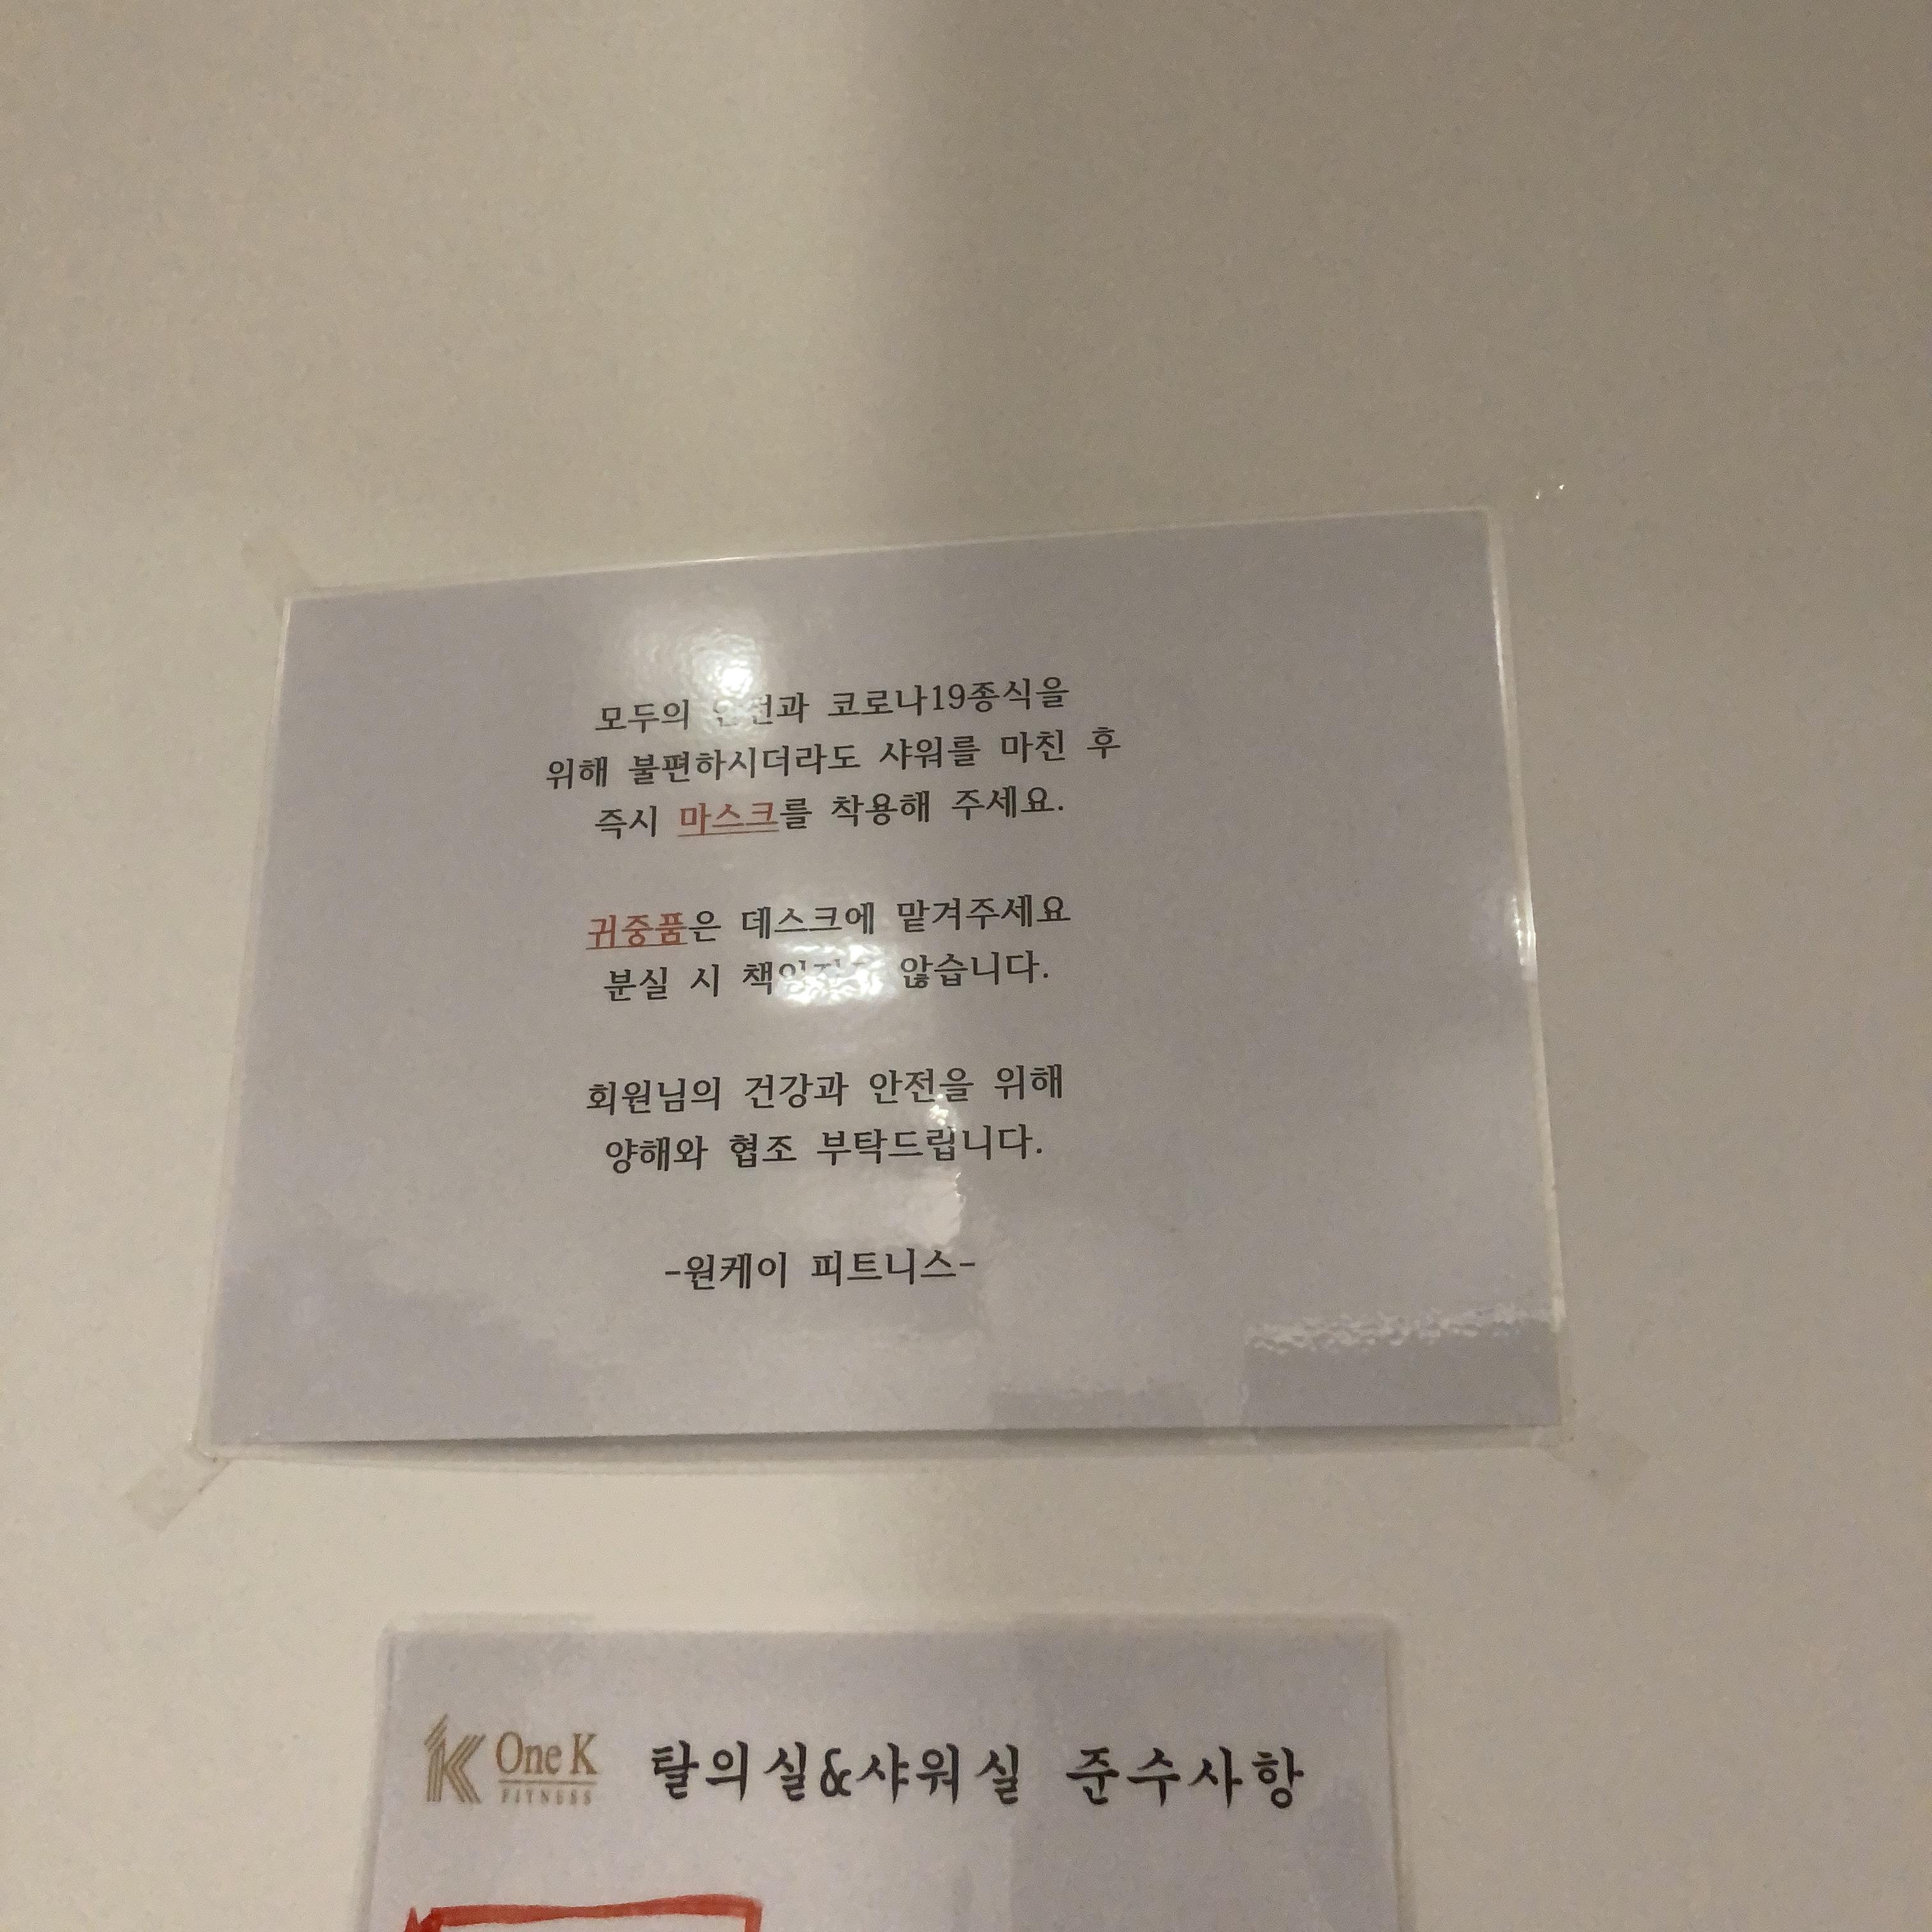 모두의 안전과 코로나19종식을
위해 불편하시더라도 샤워를 마친 후
즉시 마스크를 착용해 주세요.
귀중품은 데스크에 맡겨주세요
분실 시 않습니다.
회원님의 건강과 안전을 위해
양해와 협조 부탁드립니다.
-원케이 피트니스-
K One K 탈의실&샤워실 준수사항
FITNESS